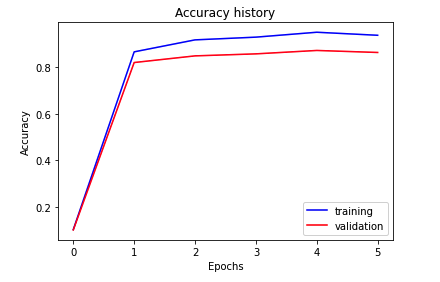 Accuracy history
Accuracy
0.8
0.6
0.4
0.2
0 1 2 3 4 5
Epochs
training
validation